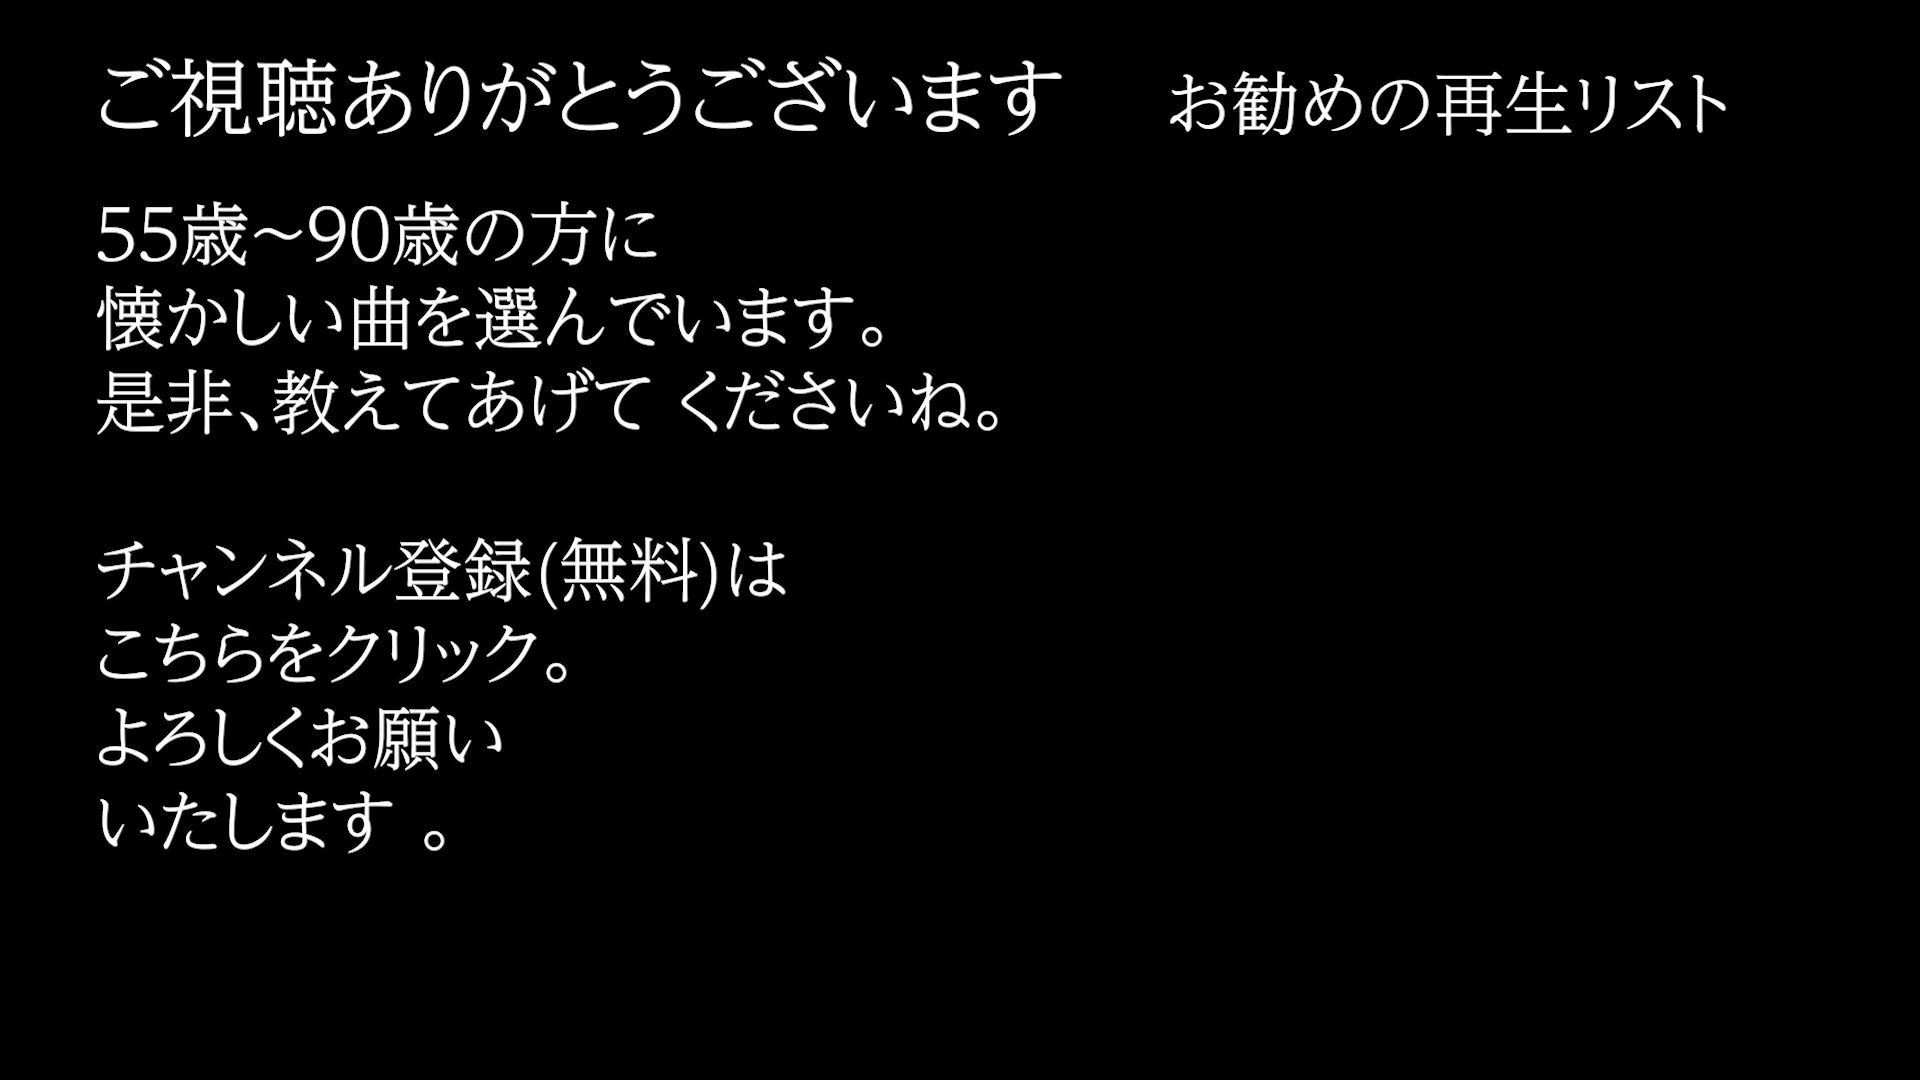 ご視聴ありがとうございます
お勧めの再生リスト
55歳～90歳の方に
懐かしい曲を選んでいます。
是非、教えてあげて くださいね。
チャンネル登録(無料)は
こちらをクリック。
よろしくお願い
いたします 。